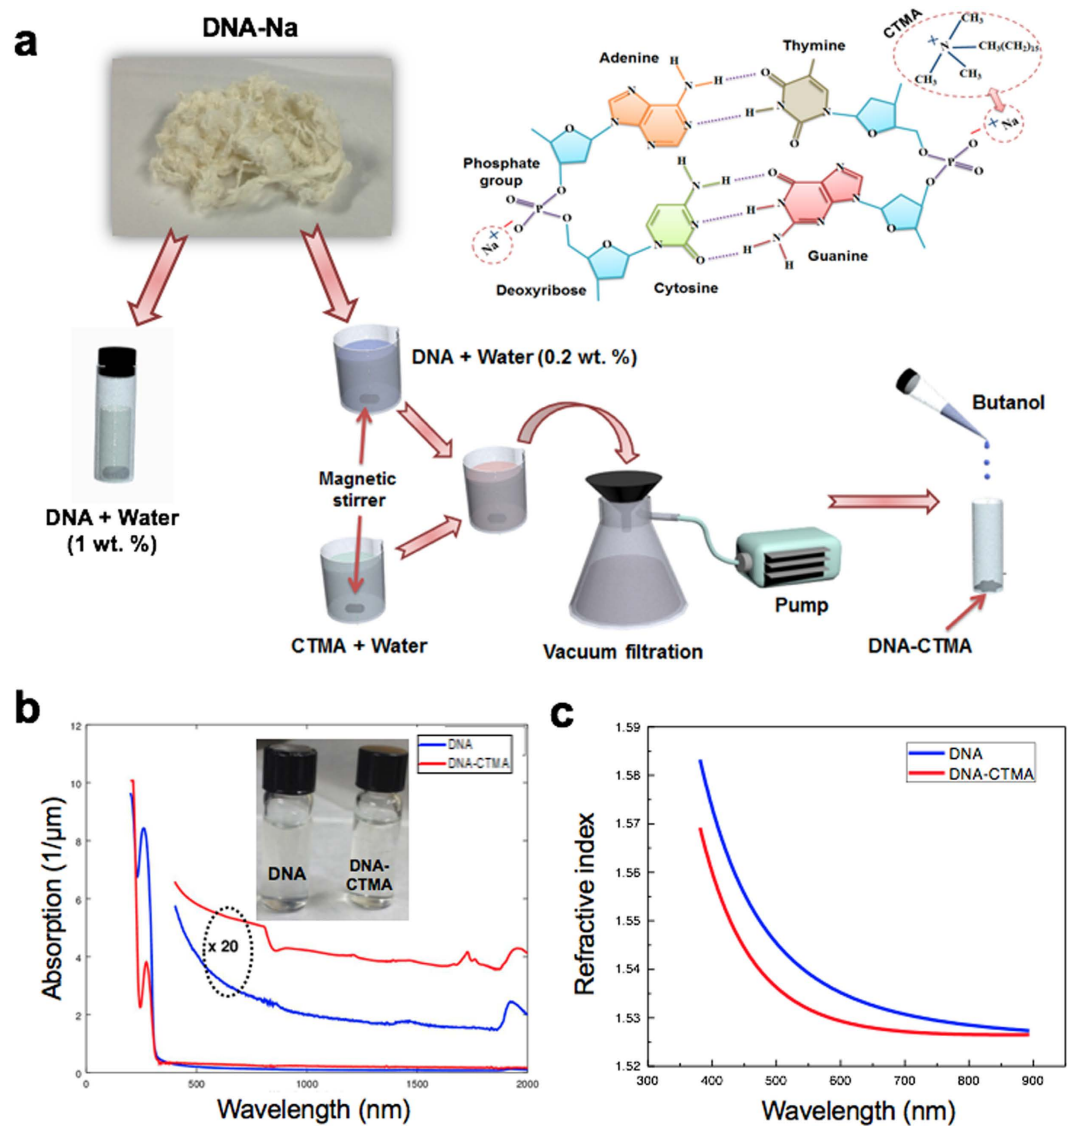 a
DNA-Na
Adenine
Thymine
CTMA
CH3
+
N
CH3(CH2)15
CH3
CH3
+
Na
H
N
H
O
H
N
N
O
N
N
N
N
N
O
O
O
P
O
O
O
Phosphate
group
O
O
P
O
O
+
Na
H
N
H
O
N
N
O
H
N
H
N
H
N
N
N
O
O
Guanine
Deoxyribose
Cytosine
DNA + Water (0.2 wt. %)
Butanol
Magnetic
stirrer
DNA + Water
(1 wt. %)
CTMA + Water
Vacuum filtration
Pump
DNA-CTMA
b
12
10
8
6
4
2
0
0
500
1000
1500
2000
Absorption (1/μm)
Wavelength (nm)
DNA
DNA-CTMA
DNA
DNA-
CTMA
x 20
c
1.59
1.58
1.57
1.56
1.55
1.54
1.53
1.52
300
400
500
600
700
800
900
Refractive index
Wavelength (nm)
DNA
DNA-CTMA